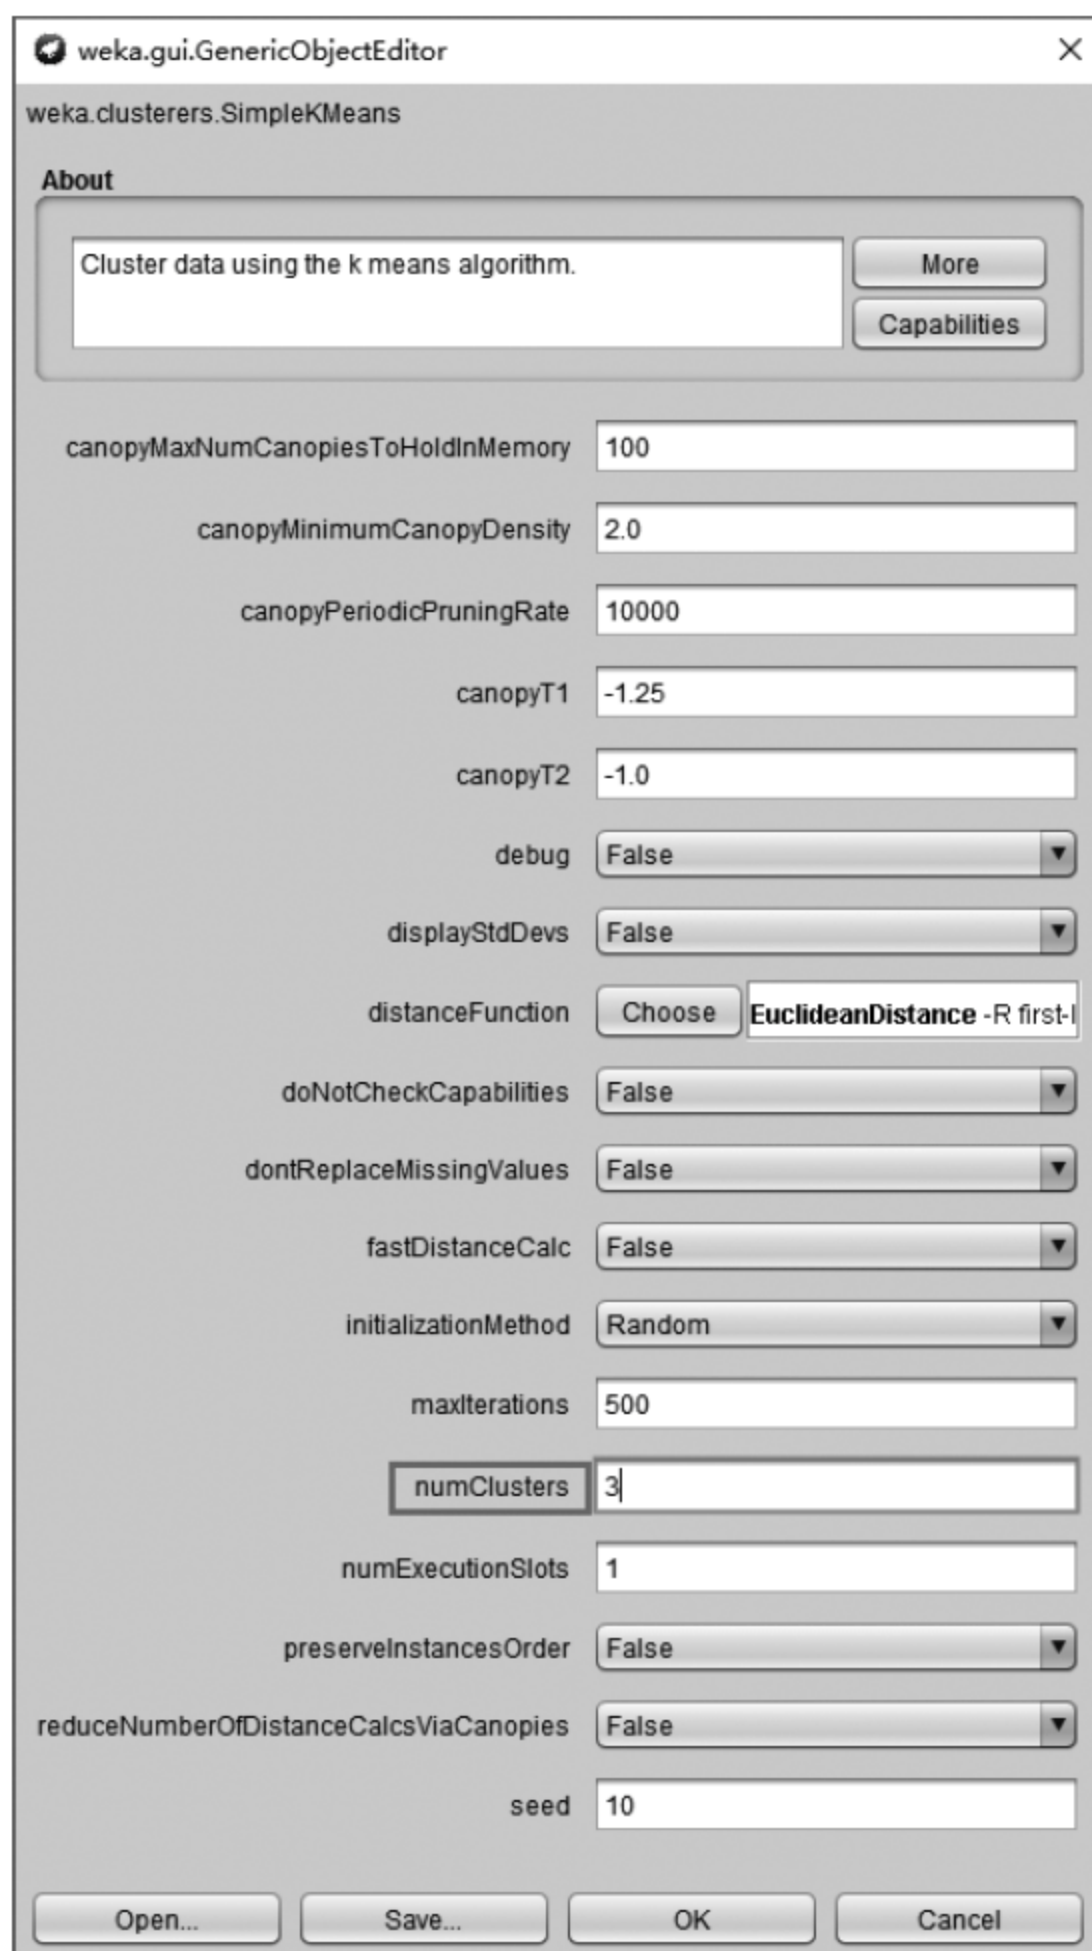 weka.gui.GenericObjectEditor
weka.clusterers.SimpleKMeans
About
Cluster data using the k means algorithm.
More
Capabilities
canopyMaxNumCanopiesToHoldInMemory 100
canopyMinimumCanopyDensity 2.0
canopyPeriodicPruningRate 10000
canopyT1 -1.25
canopyT2 -1.0
debug False
displayStdDevs False
distanceFunction Choose EuclideanDistance -R first-l
doNotCheckCapabilities False
dontReplaceMissingValues False
fastDistanceCalc False
initializationMethod Random
maxIterations 500
numClusters 3
numExecutionSlots 1
preserveInstancesOrder False
reduceNumberOfDistanceCalcsViaCanopies False
seed 10
Open... Save... OK Cancel